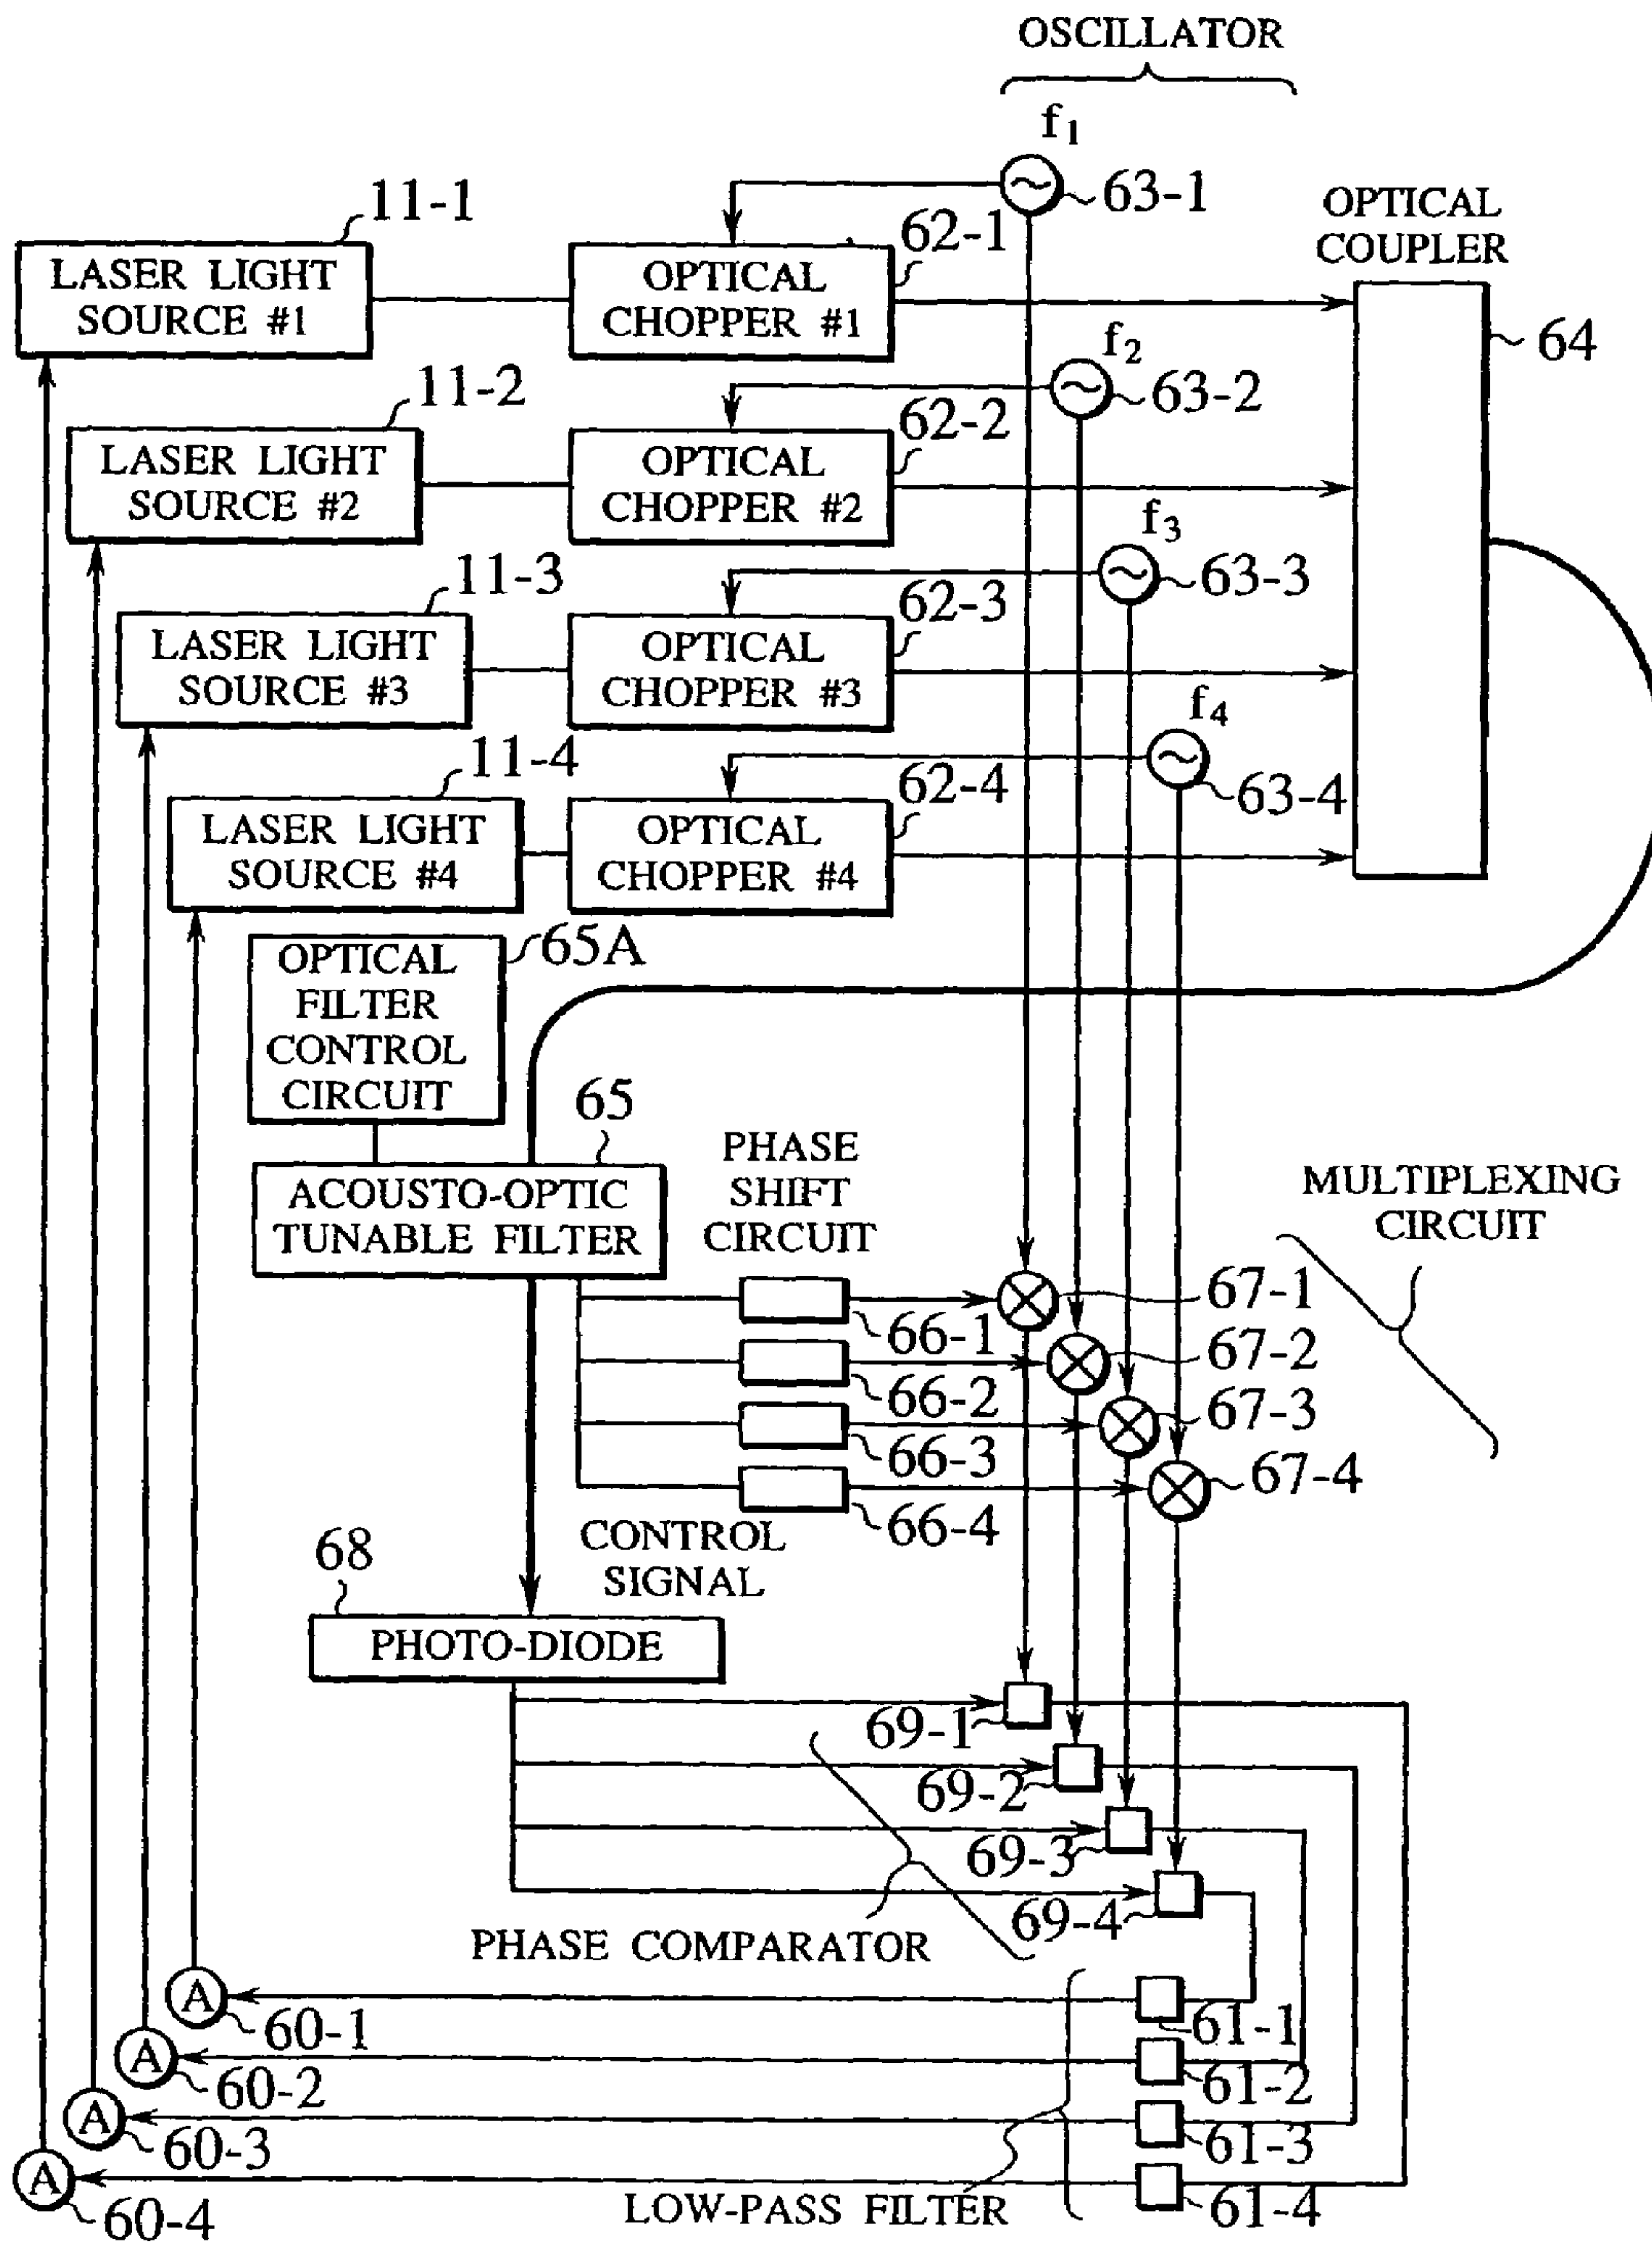 OSCILLATOR
f1
63-1
11-1
62-1
OPTICAL
COUPLER
LASER LIGHT
SOURCE #1
OPTICAL
CHOPPER #1
64
f2
63-2
11-2
62-2
LASER LIGHT
SOURCE #2
OPTICAL
CHOPPER #2
f3
63-3
11-3
62-3
LASER LIGHT
SOURCE #3
OPTICAL
CHOPPER #3
f4
63-4
11-4
62-4
LASER LIGHT
SOURCE #4
OPTICAL
CHOPPER #4
65A
OPTICAL
FILTER
CONTROL
CIRCUIT
65
ACOUSTO-OPTIC
TUNABLE FILTER
PHASE
SHIFT
CIRCUIT
MULTIPLEXING
CIRCUIT
67-1
66-1
67-2
66-2
67-3
66-3
67-4
66-4
CONTROL
SIGNAL
68
PHOTO-DIODE
69-1
69-2
69-3
69-4
PHASE COMPARATOR
A
60-1
61-1
A
60-2
61-2
A
60-3
61-3
A
60-4
61-4
LOW-PASS FILTER